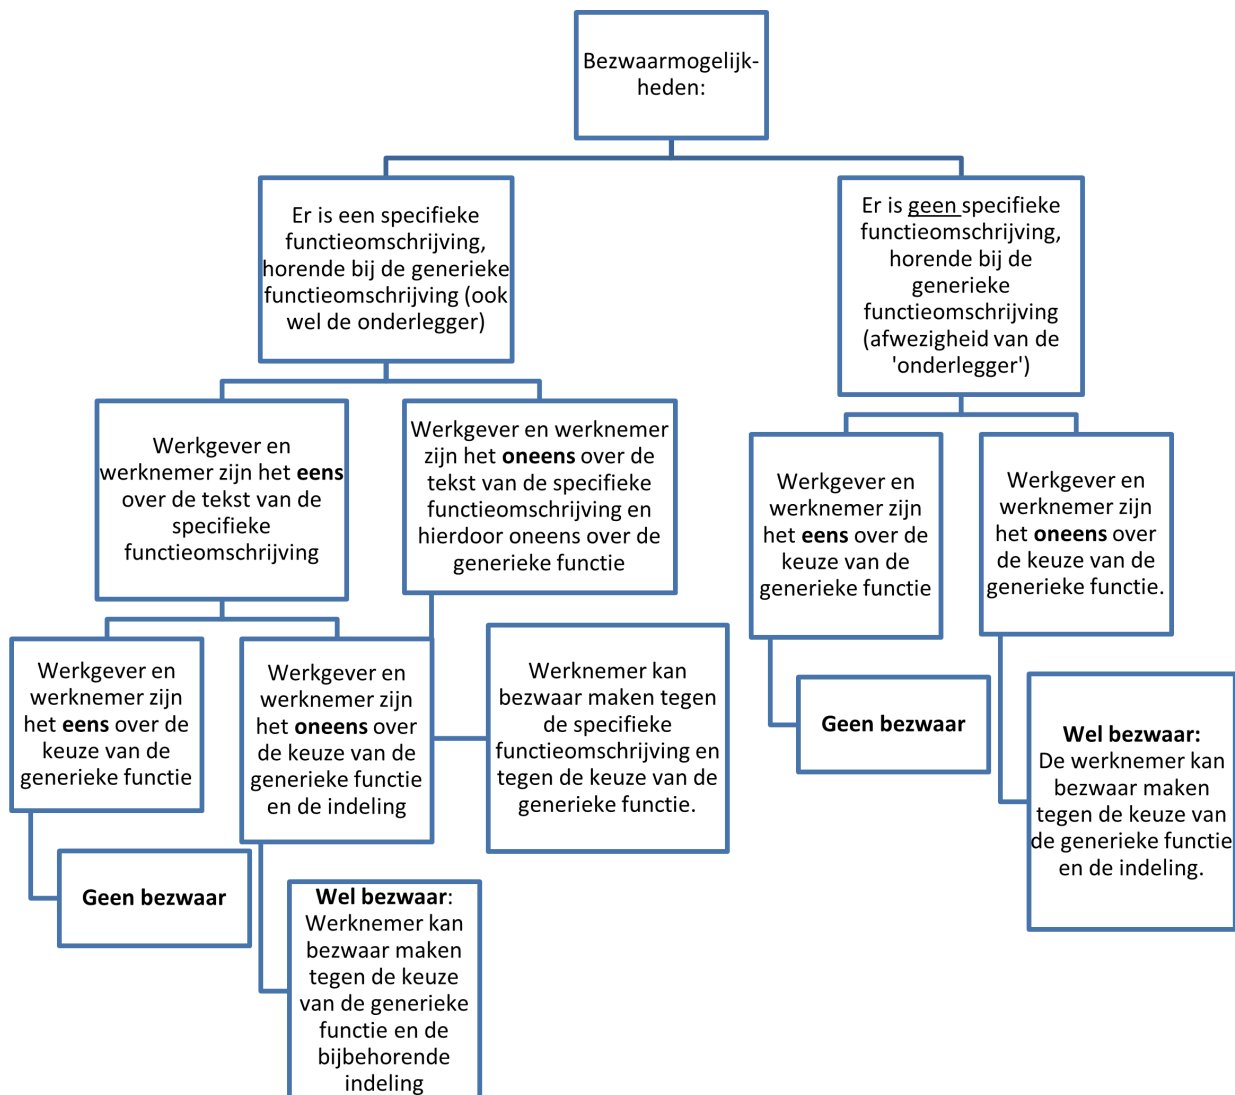 Bezwaarmogelijk-
heden:
Er is een specifieke
functieomschrijving,
horende bij de generieke
functieomschrijving (ook
wel de onderlegger)
Er is geen specifieke
functieomschrijving,
horende bij de
generieke
functieomschrijving
(afwezigheid van de
'onderlegger')
Werkgever en
werknemer zijn het eens
over de tekst van de
specifieke
functieomschrijving
Werkgever en werknemer
zijn het oneens over de
tekst van de specifieke
functieomschrijving en
hierdoor oneens over de
generieke functie
Werkgever en
werknemer zijn
het eens over de
keuze van de
generieke functie
Werkgever en
werknemer zijn
het oneens over
de keuze van de
generieke functie.
Werkgever en
werknemer zijn
het eens over de
keuze van de
generieke functie
Werkgever en
werknemer zijn
het oneens over
de keuze van de
generieke functie
en de indeling
Werknemer kan
bezwaar maken tegen
de specifieke
functieomschrijving en
tegen de keuze van de
generieke functie.
Geen bezwaar
Wel bezwaar:
De werknemer kan
bezwaar maken
tegen de keuze van
de generieke functie
en de indeling.
Geen bezwaar
Wel bezwaar:
Werknemer kan
bezwaar maken
tegen de keuze
van de generieke
functie en de
bijbehorende
indeling